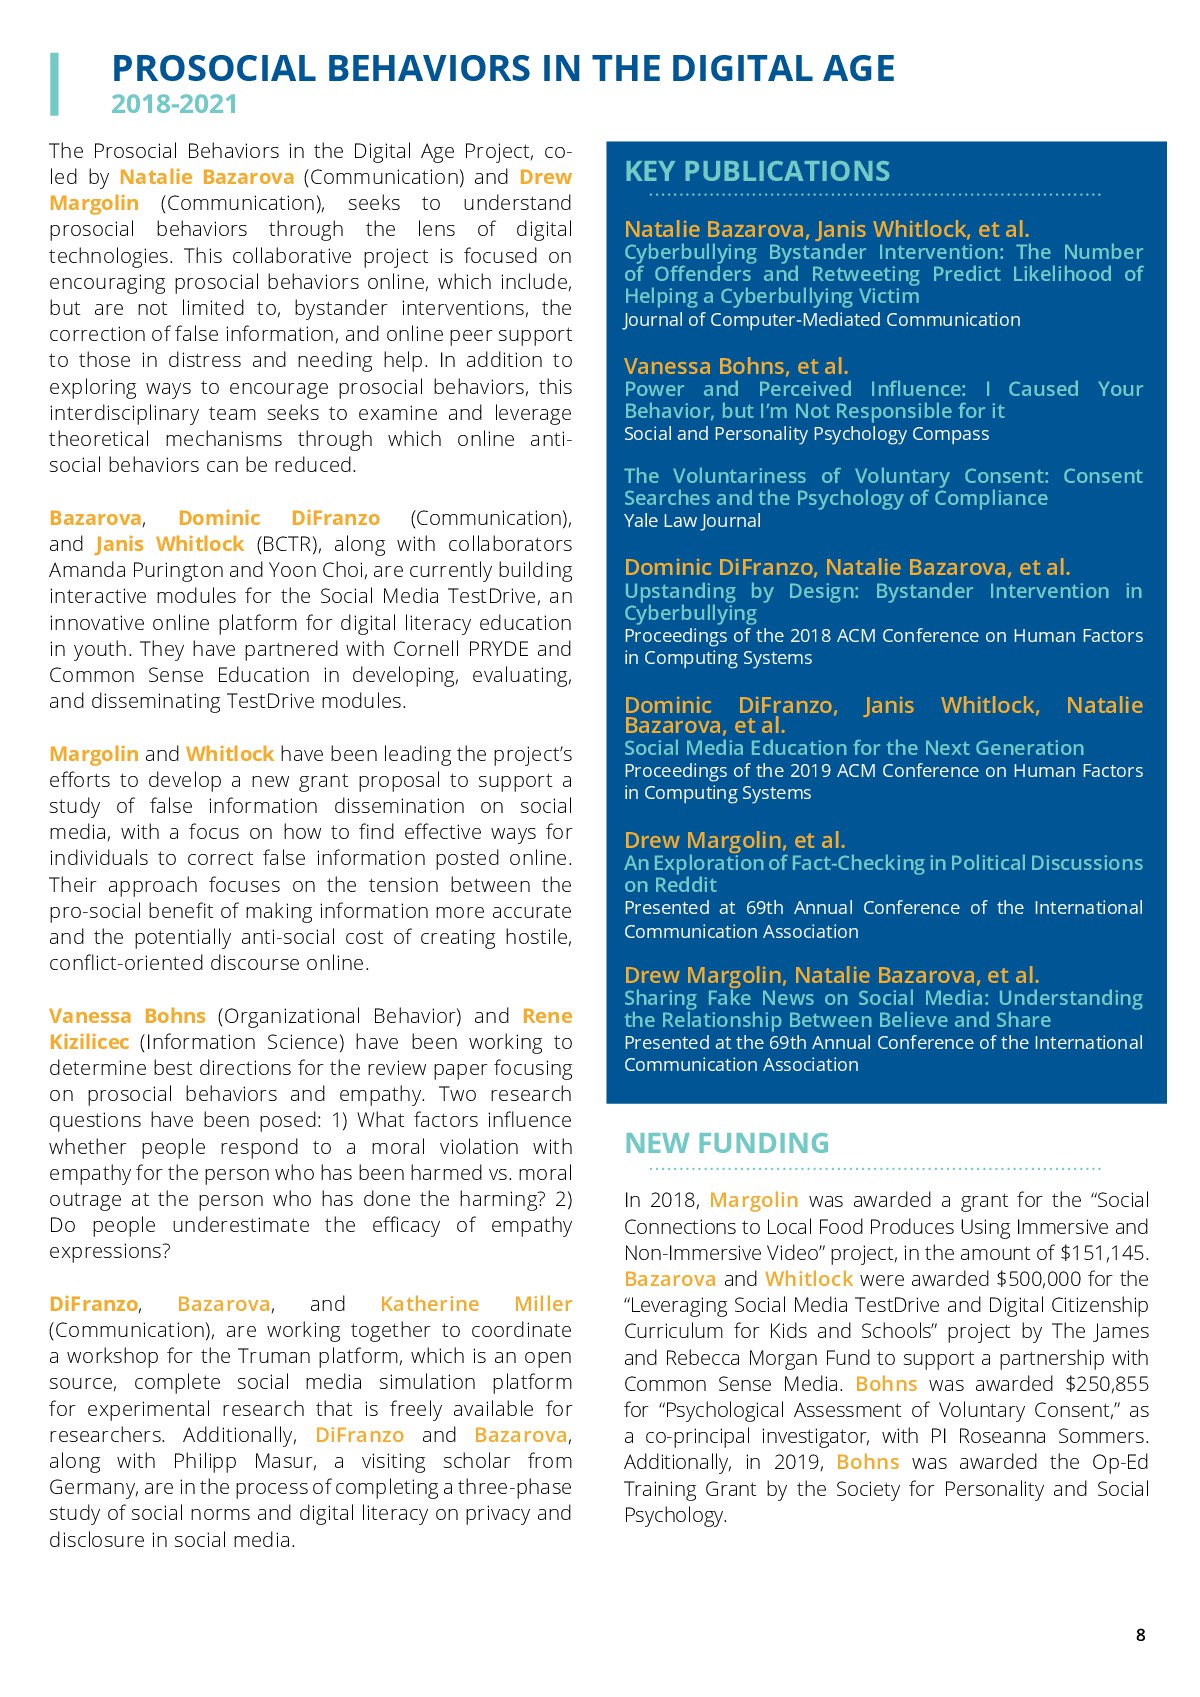 PROSOCIAL BEHAVIORS IN THE DIGITAL AGE
2018-2021
The Prosocial Behaviors in the Digital Age Project, co-
led by Natalie Bazarova (Communication) and Drew
Margolin (Communication), seeks to understand
prosocial behaviors through the lens of digital
technologies. This collaborative project is focused on
encouraging prosocial behaviors online, which include,
but are not limited to, bystander interventions, the
correction of false information, and online peer support
to those in distress and needing help. In addition to
exploring ways to encourage prosocial behaviors, this
interdisciplinary team seeks to examine and leverage
theoretical mechanisms through which online anti-
social behaviors can be reduced.
Bazarova, Dominic DiFranzo (Communication),
and Janis Whitlock (BCTR), along with collaborators
Amanda Purington and Yoon Choi, are currently building
interactive modules for the Social Media TestDrive, an
innovative online platform for digital literacy education
in youth. They have partnered with Cornell PRYDE and
Common Sense Education in developing, evaluating,
and disseminating TestDrive modules.
Margolin and Whitlock have been leading the project's
efforts to develop a new grant proposal to support a
study of false information dissemination on social
media, with a focus on how to find effective ways for
individuals to correct false information posted online.
Their approach focuses on the tension between the
pro-social benefit of making information more accurate
and the potentially anti-social cost of creating hostile,
conflict-oriented discourse online.
Vanessa Bohns (Organizational Behavior) and Rene
Kizilicec (Information Science) have been working to
determine best directions for the review paper focusing
on prosocial behaviors and empathy. Two research
questions have been posed: 1) What factors influence
whether people respond to a moral violation with
empathy for the person who has been harmed vs. moral
outrage at the person who has done the harming? 2)
Do people underestimate the efficacy of empathy
expressions?
DiFranzo, Bazarova, and Katherine Miller
(Communication), are working together to coordinate
a workshop for the Truman platform, which is an open
source, complete social media simulation platform
for experimental research that is freely available for
researchers. Additionally, DiFranzo and Bazarova,
along with Philipp Masur, a visiting scholar from
Germany, are in the process of completing a three-phase
study of social norms and digital literacy on privacy and
disclosure in social media.
KEY PUBLICATIONS
Natalie Bazarova, Janis Whitlock, et al.
Cyberbullying Bystander Intervention: The Number
of Offenders and Retweeting Predict Likelihood of
Helping a Cyberbullying Victim
Journal of Computer-Mediated Communication
Vanessa Bohns, et al.
Power and Perceived Influence: I Caused Your
Behavior, but I'm Not Responsible for it
Social and Personality Psychology Compass
The Voluntariness of Voluntary Consent: Consent
Searches and the Psychology of Compliance
Yale Law Journal
Dominic DiFranzo, Natalie Bazarova, et al.
Upstanding by Design: Bystander Intervention in
Cyberbullying
Proceedings of the 2018 ACM Conference on Human Factors
in Computing Systems
Dominic DiFranzo, Janis Whitlock, Natalie
Bazarova, et al.
Social Media Education for the Next Generation
Proceedings of the 2019 ACM Conference on Human Factors
in Computing Systems
Drew Margolin, et al.
An Exploration of Fact-Checking in Political Discussions
on Reddit
Presented at 69th Annual Conference of the International
Communication Association
Drew Margolin, Natalie Bazarova, et al.
Sharing Fake News on Social Media: Understanding
the Relationship Between Believe and Share
Presented at the 69th Annual Conference of the International
Communication Association
NEW FUNDING
In 2018, Margolin was awarded a grant for the “Social
Connections to Local Food Produces Using Immersive and
Non-Immersive Video” project, in the amount of $151,145.
Bazarova and Whitlock were awarded $500,000 for the
“Leveraging Social Media TestDrive and Digital Citizenship
Curriculum for Kids and Schools” project by The James
and Rebecca Morgan Fund to support a partnership with
Common Sense Media. Bohns was awarded $250,855
for “Psychological Assessment of Voluntary Consent,” as
a co-principal investigator, with PI Roseanna Sommers.
Additionally, in 2019, Bohns was awarded the Op-Ed
Training Grant by the Society for Personality and Social
Psychology.
8